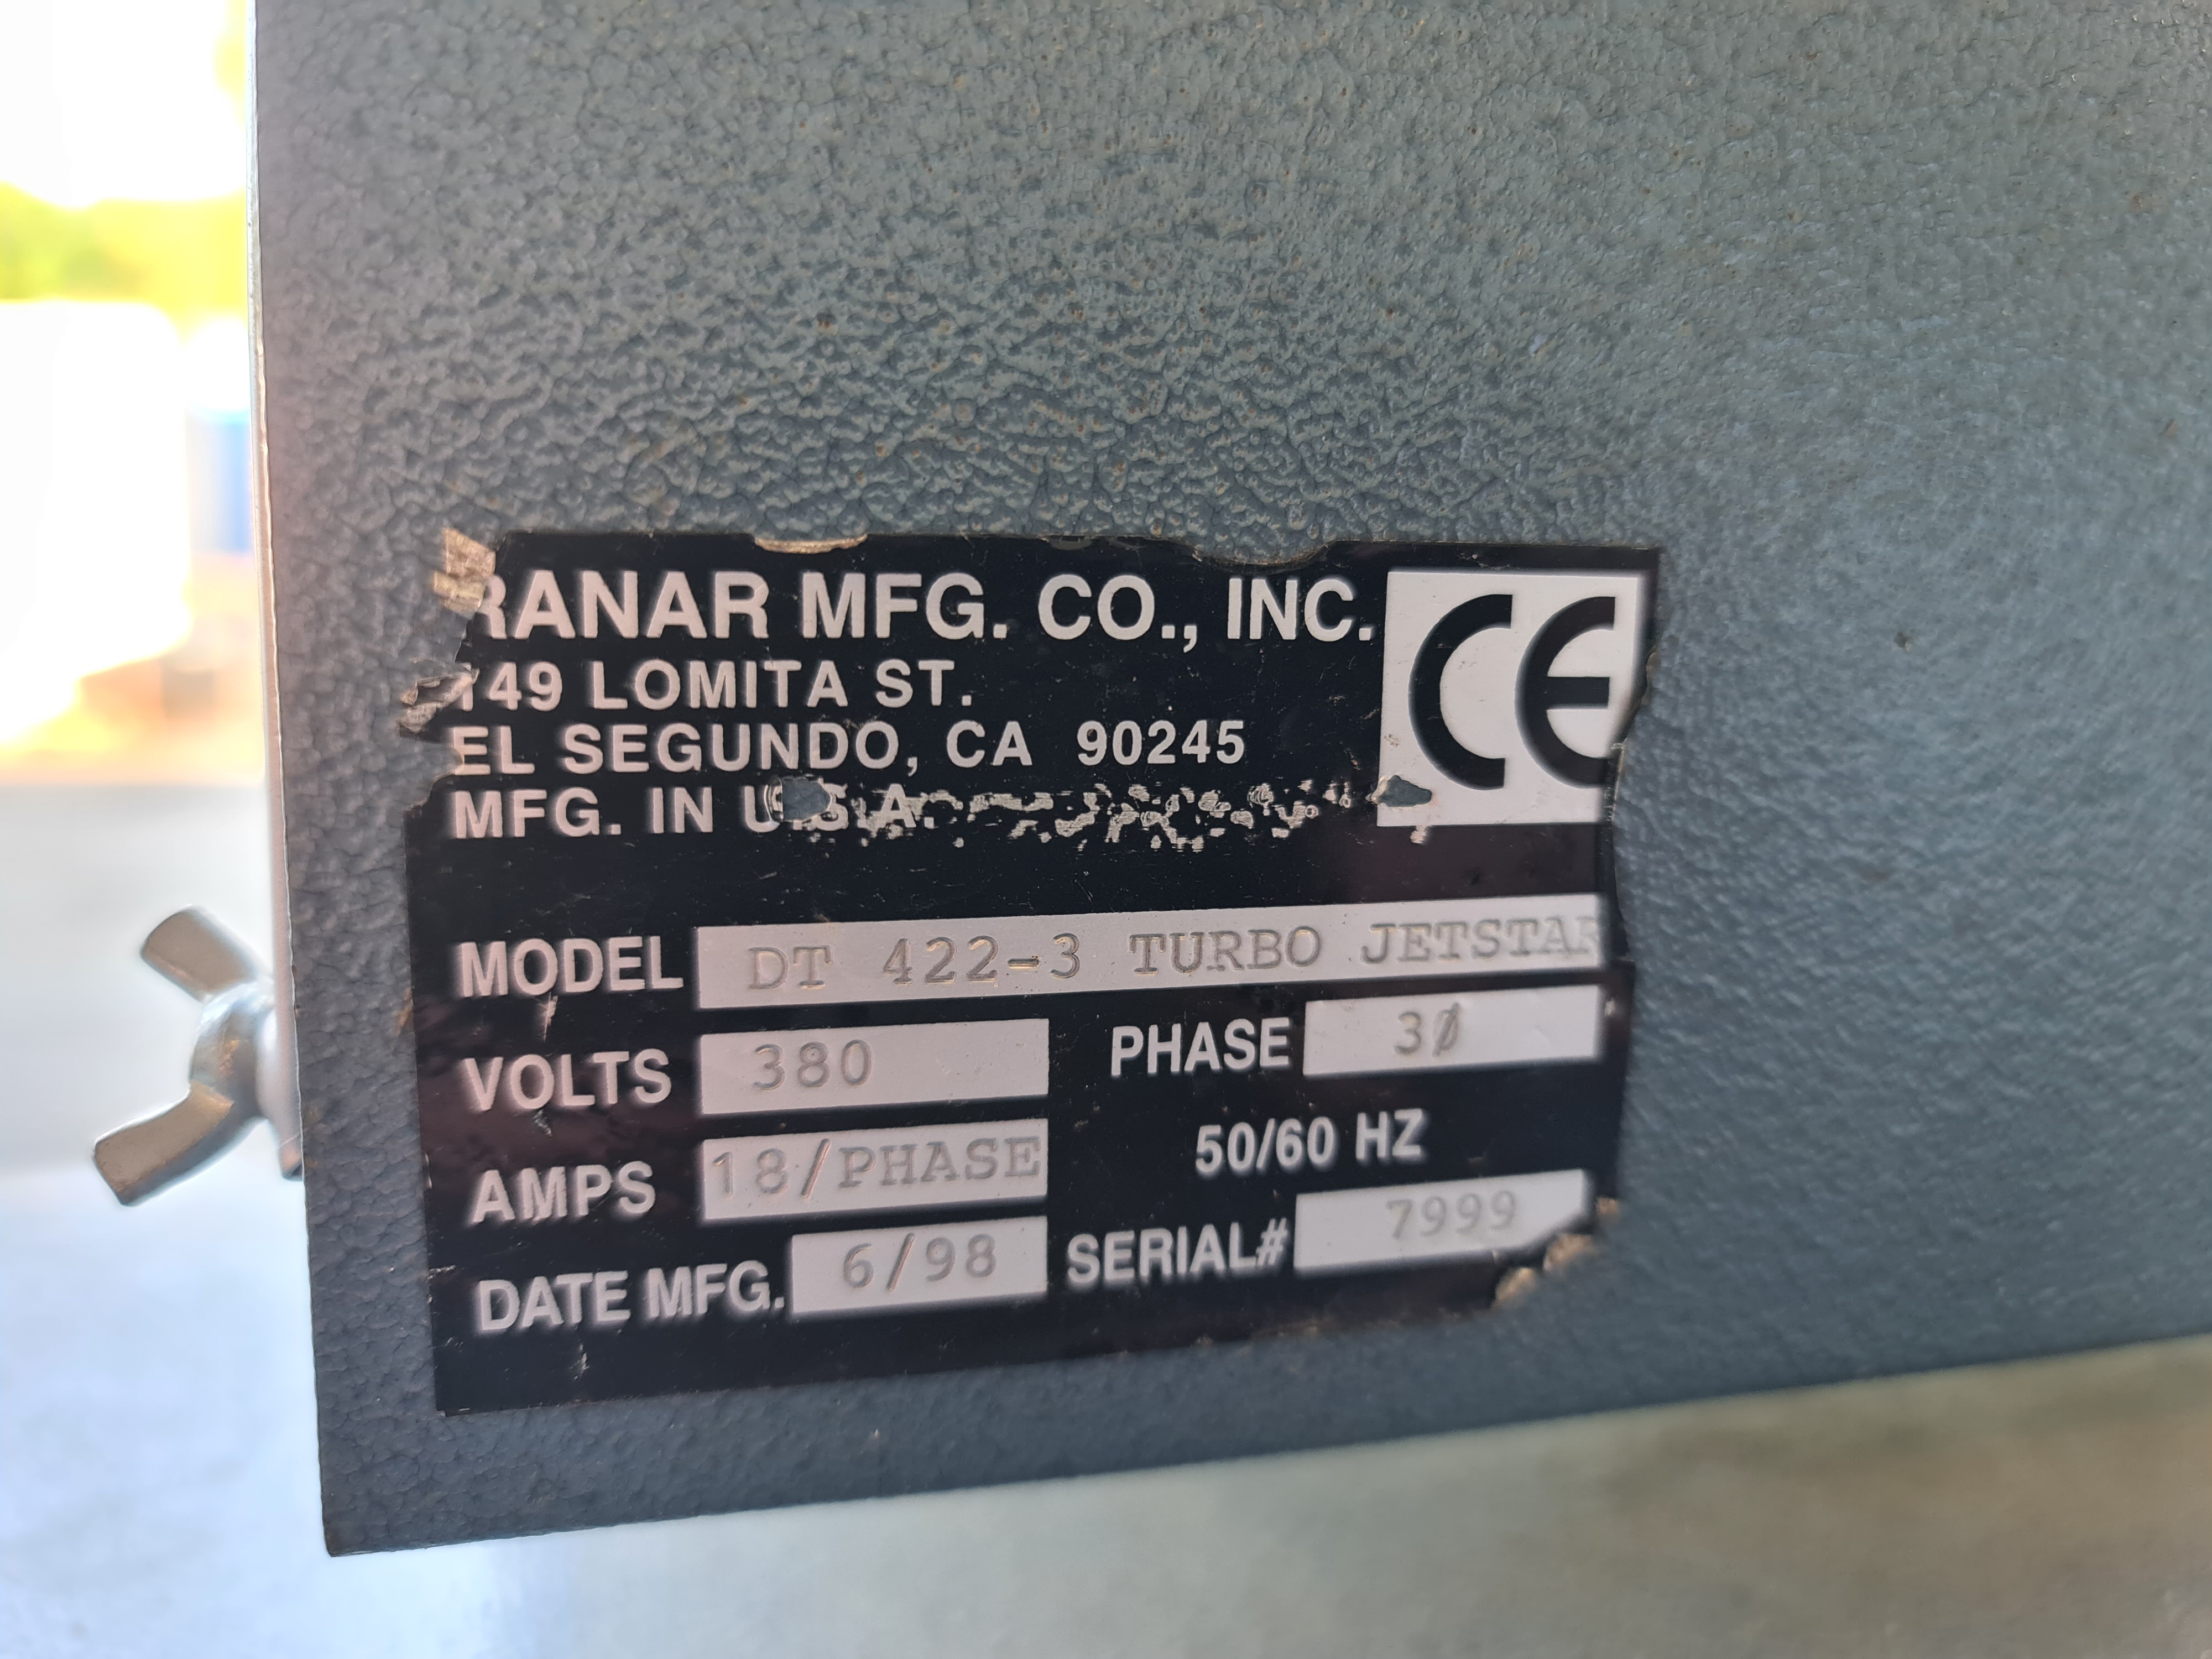 RANAR MFG. CO., INC.
149 LOMITA ST.
EL SEGUNDO, CA 90245
MFG. IN U.S.A.
CE
MODEL DT 422-3 TURBO JETSTAR
VOLTS 380 PHASE 3Ø
AMPS 18/PHASE 50/60 HZ
DATE MFG. 6/98 SERIAL# 7999